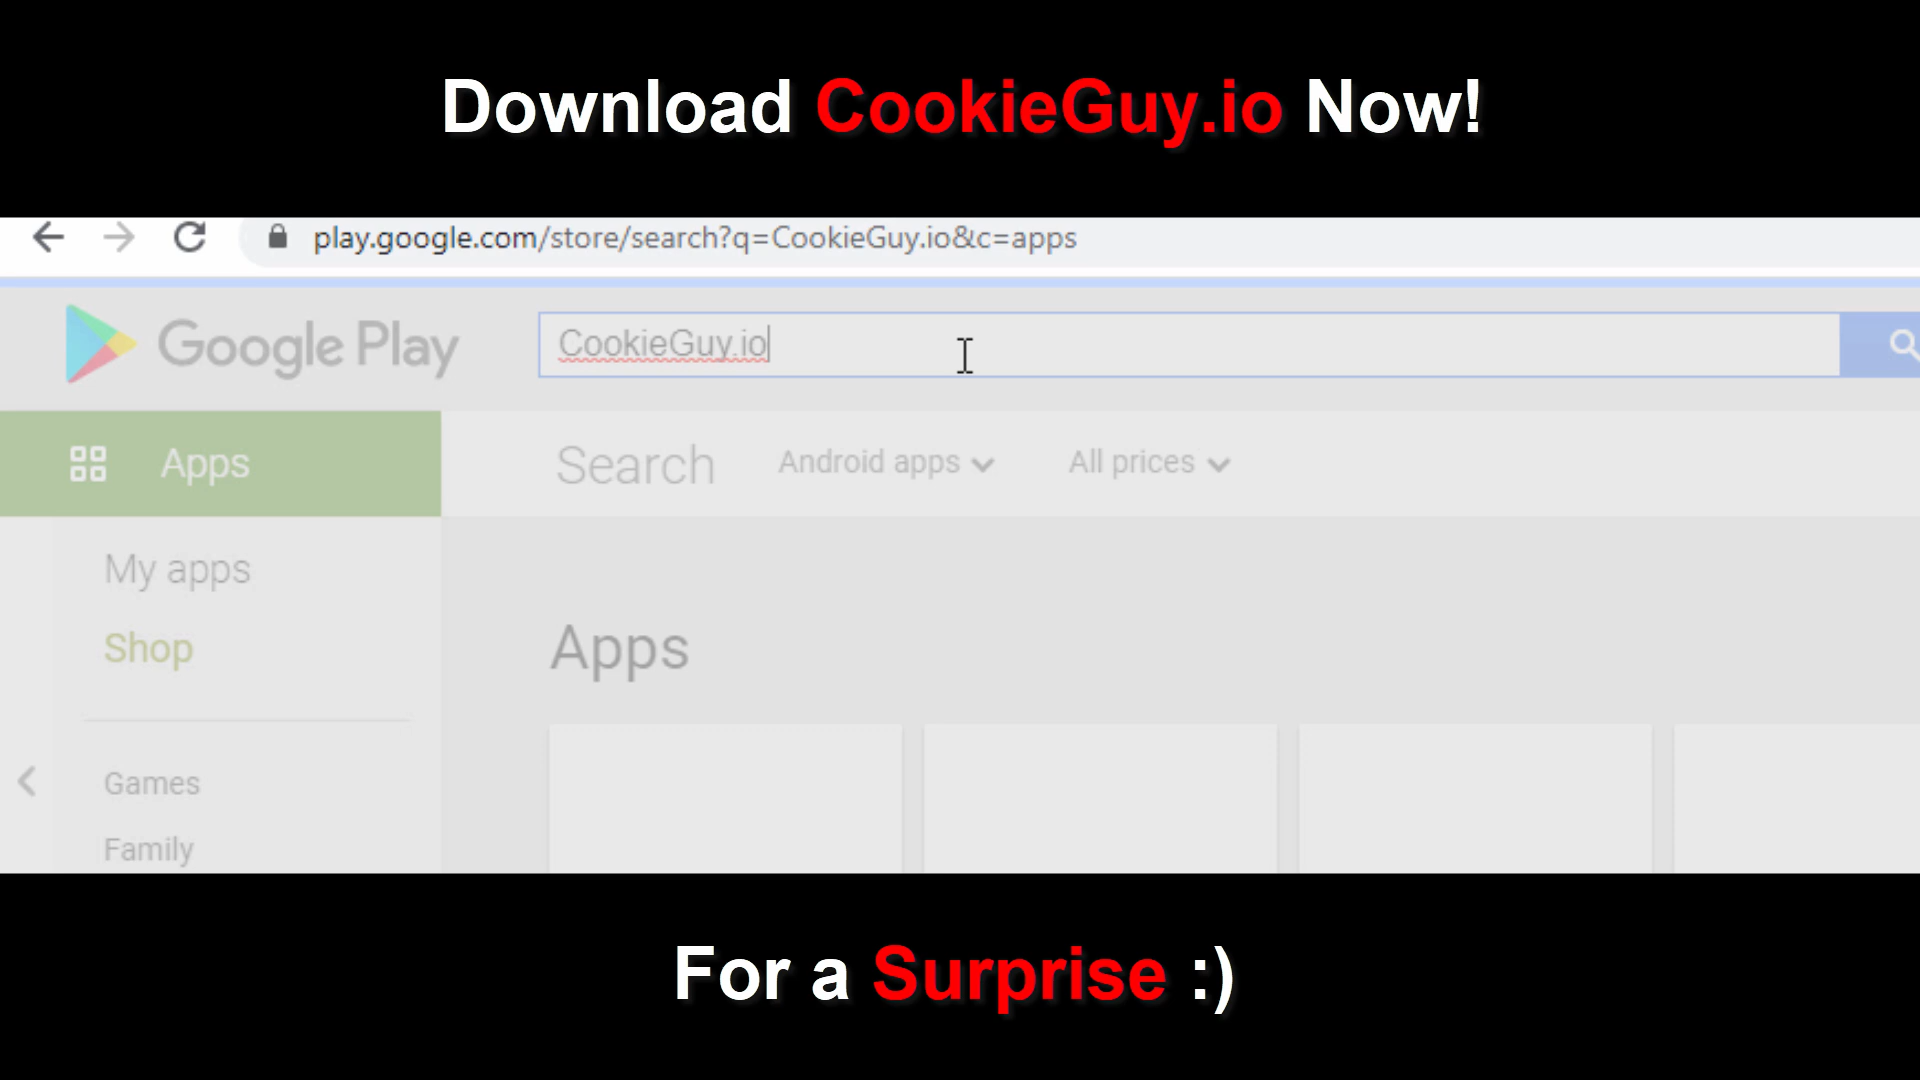 Download CookieGuy.io Now!
play.google.com/store/search?q=CookieGuy.io&c=apps
Google Play
CookieGuy.io
Apps
Search
Android apps
All prices
My apps
Shop
Apps
Games
Family
For a Surprise :)